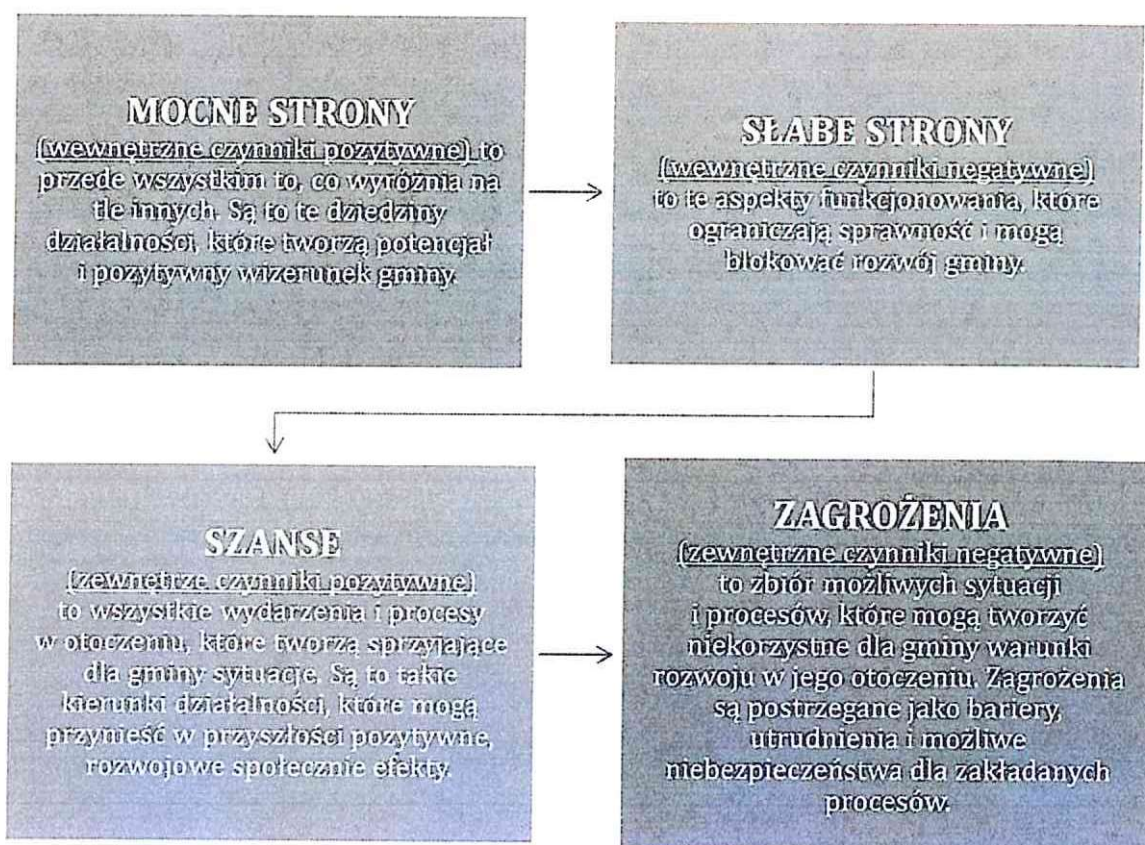 MOCNE STRONY
(wewnętrzne czynniki pozytywne) to
przede wszystkim to, co wyróżnia na
tle innych. Są to te dziedziny
działalności, które tworzą potencjał
i pozytywny wizerunek gminy.
SŁABE STRONY
(wewnętrzne czynniki negatywne)
to te aspekty funkcjonowania, które
ograniczają sprawność i mogą
blokować rozwój gminy.
SZANSE
(zewnętrze czynniki pozytywne)
to wszystkie wydarzenia i procesy
w otoczeniu, które tworzą sprzyjające
dla gminy sytuacje. Są to takie
kierunki działalności, które mogą
przynieść w przyszłości pozytywne,
rozwojowe społecznie efekty.
ZAGROŻENIA
(zewnętrzne czynniki negatywne)
to zbiór możliwych sytuacji
i procesów, które mogą tworzyć
niekorzystne dla gminy warunki
rozwoju w jego otoczeniu. Zagrożenia
są postrzegane jako bariery,
utrudnienia i możliwe
niebezpieczeństwa dla zakładanych
procesów.